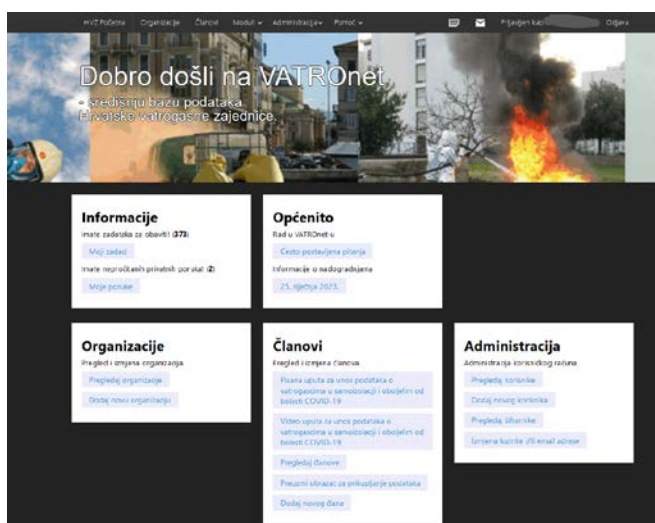 HVZ Početna Organizacije Članovi Moduli Administracija Pomoć Prijavljen kao Odjava
Dobro došli na VATROnet
- središnju bazu podataka
Hrvatske vatrogasne zajednice.
Informacije
Imate zadataka za obaviti! (373)
Moji zadaci
Imate nepročitanih privatnih poruka! (2)
Moje poruke
Općenito
Rad u VATROnet-u
Često postavljena pitanja
Informacije o nadogradnjama
25. siječnja 2023.
Organizacije
Pregled i izmjena organizacija
Pregledaj organizacije
Dodaj novu organizaciju
Članovi
Pregled i izmjena članova
Pisana uputa za unos podataka o
vatrogascima u samoizolaciji i oboljelim od
bolesti COVID-19
Video uputa za unos podataka o
vatrogascima u samoizolaciji i oboljelim od
bolesti COVID-19
Pregledaj članove
Preuzmi obrazac za prikupljanje podataka
Dodaj novog člana
Administracija
Administracija korisničkog računa
Pregledaj korisnike
Dodaj novog korisnika
Pregledaj šifarnike
Izmjena lozinke i/ili email adrese